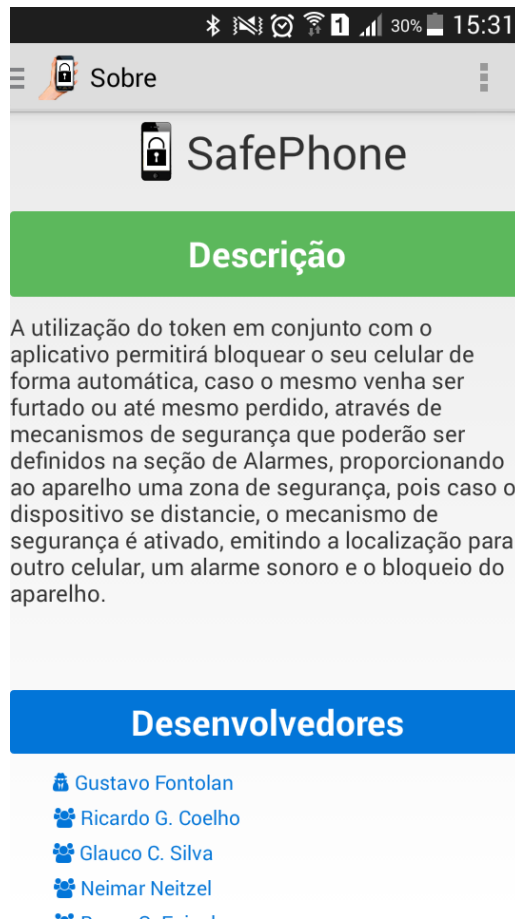 1 30% 15:31
Sobre
SafePhone
Descrição
A utilização do token em conjunto com o
aplicativo permitirá bloquear o seu celular de
forma automática, caso o mesmo venha ser
furtado ou até mesmo perdido, através de
mecanismos de segurança que poderão ser
definidos na seção de Alarmes, proporcionando
ao aparelho uma zona de segurança, pois caso o
dispositivo se distancie, o mecanismo de
segurança é ativado, emitindo a localização para
outro celular, um alarme sonoro e o bloqueio do
aparelho.
Desenvolvedores
Gustavo Fontolan
Ricardo G. Coelho
Glauco C. Silva
Neimar Neitzel